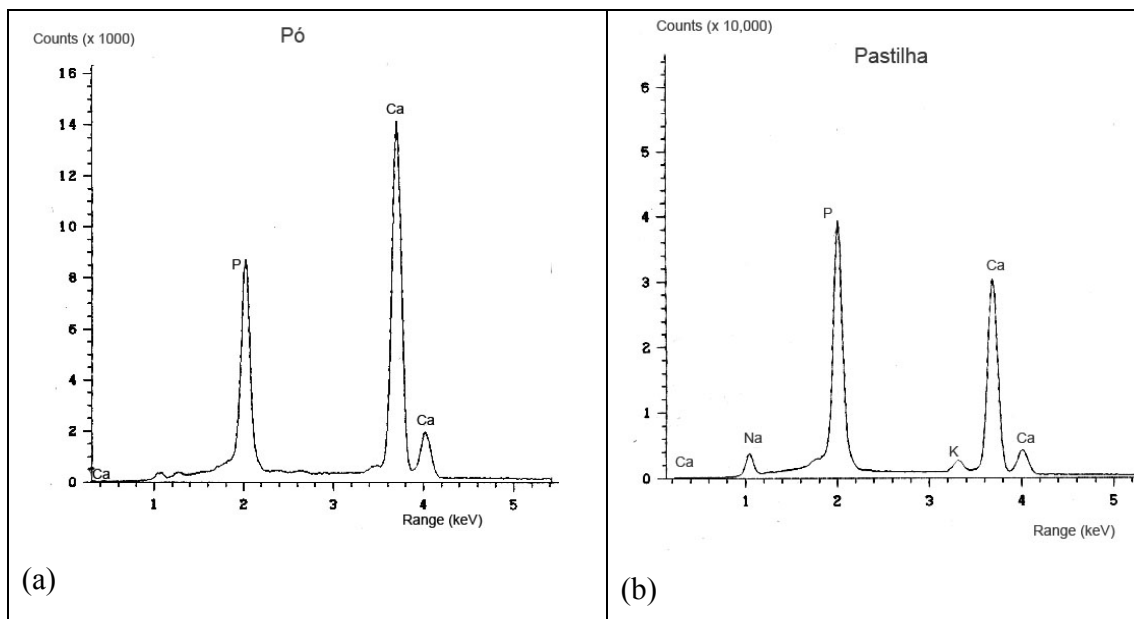 Counts (x 1000)
Pó
16
14
12
10
8
6
4
2
0
Ca
P
Ca
Ca
1 2 3 4 5
Range (keV)
(a)
Counts (x 10,000)
Pastilha
6
5
4
3
2
1
0
Ca
Na
P
K
Ca
Ca
1 2 3 4 5
Range (keV)
(b)